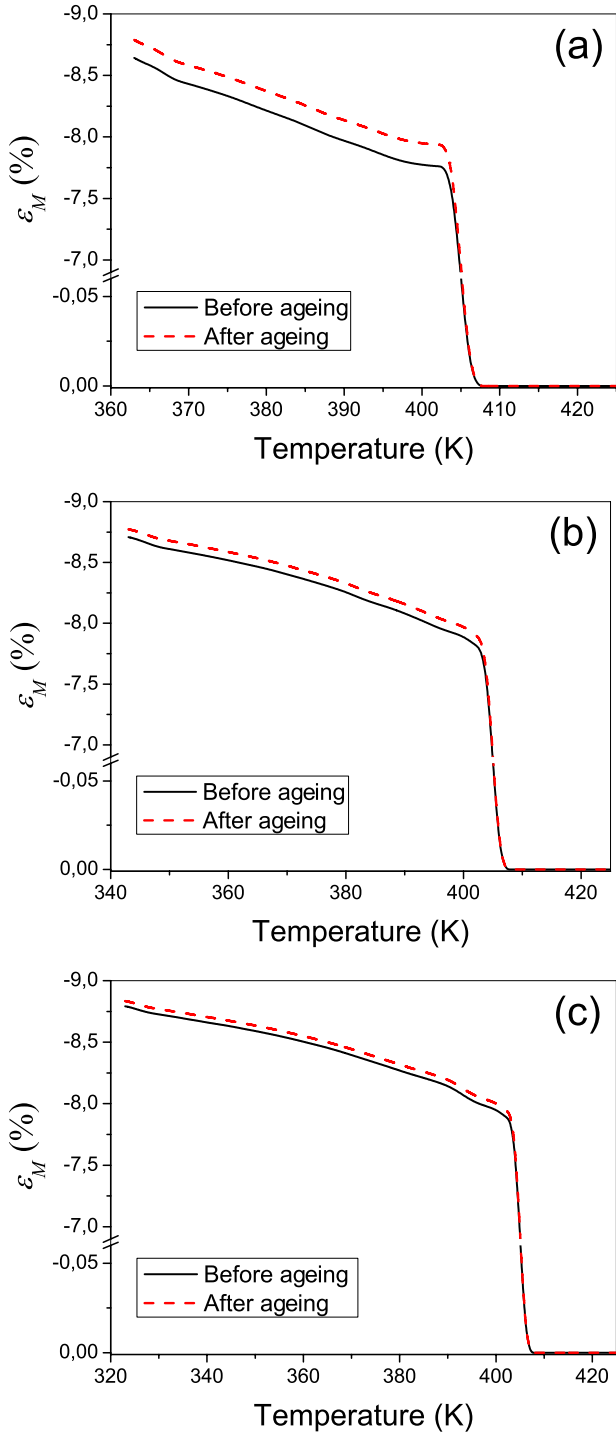 -9,0
(a)
-8,5
-8,0
-7,5
-7,0
-0,05
0,00
ε_M (%)
Before ageing
After ageing
360 370 380 390 400 410 420
Temperature (K)
-9,0
(b)
-8,5
-8,0
-7,5
-7,0
-0,05
0,00
ε_M (%)
Before ageing
After ageing
340 360 380 400 420
Temperature (K)
-9,0
(c)
-8,5
-8,0
-7,5
-7,0
-0,05
0,00
ε_M (%)
Before ageing
After ageing
320 340 360 380 400 420
Temperature (K)